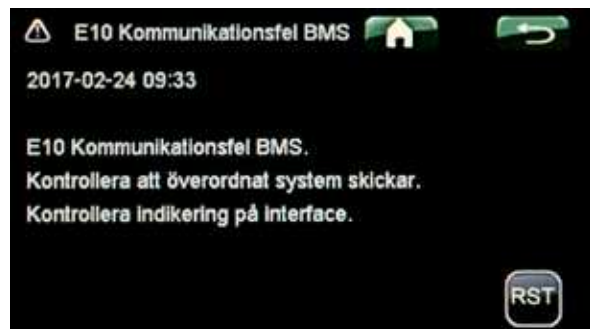 E10 Kommunikationsfel BMS
2017-02-24 09:33
E10 Kommunikationsfel BMS.
Kontrollera att överordnat system skickar.
Kontrollera indikering på interface.
RST